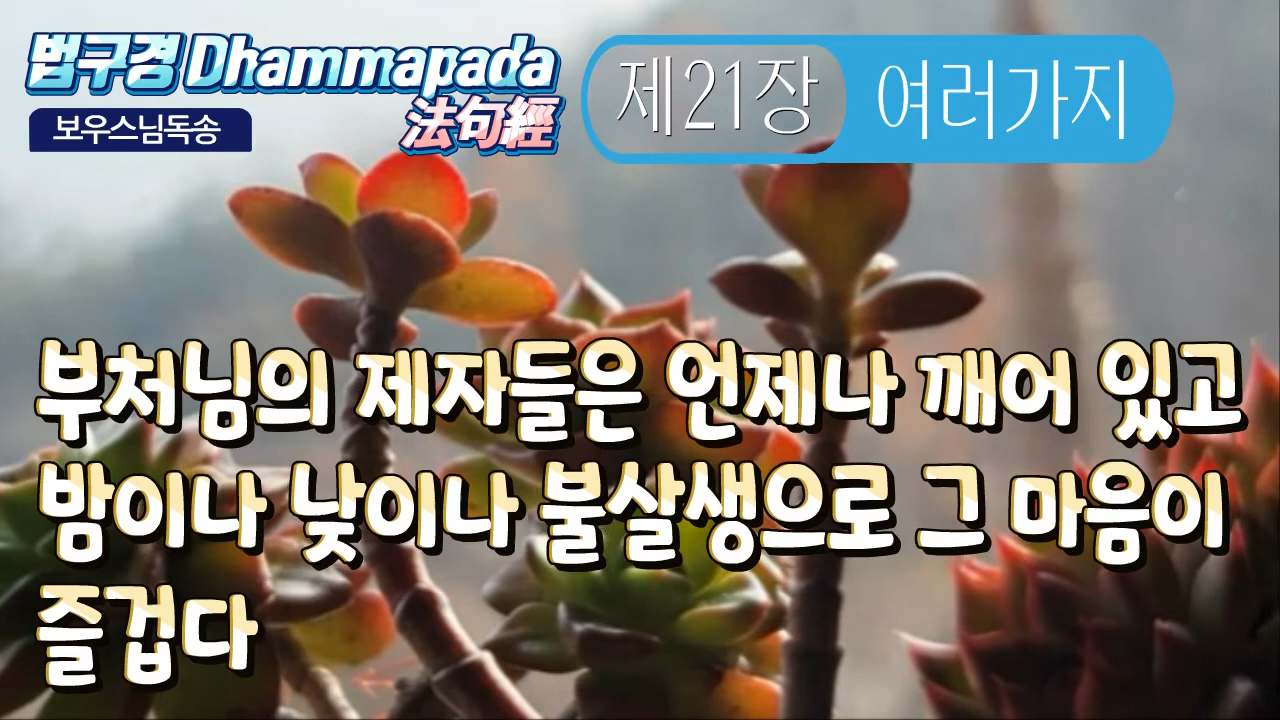 법구경 Dhammapada
法句經
보우스님독송
제21장 여러가지
부처님의 제자들은 언제나 깨어 있고
밤이나 낮이나 불살생으로 그 마음이
즐겁다